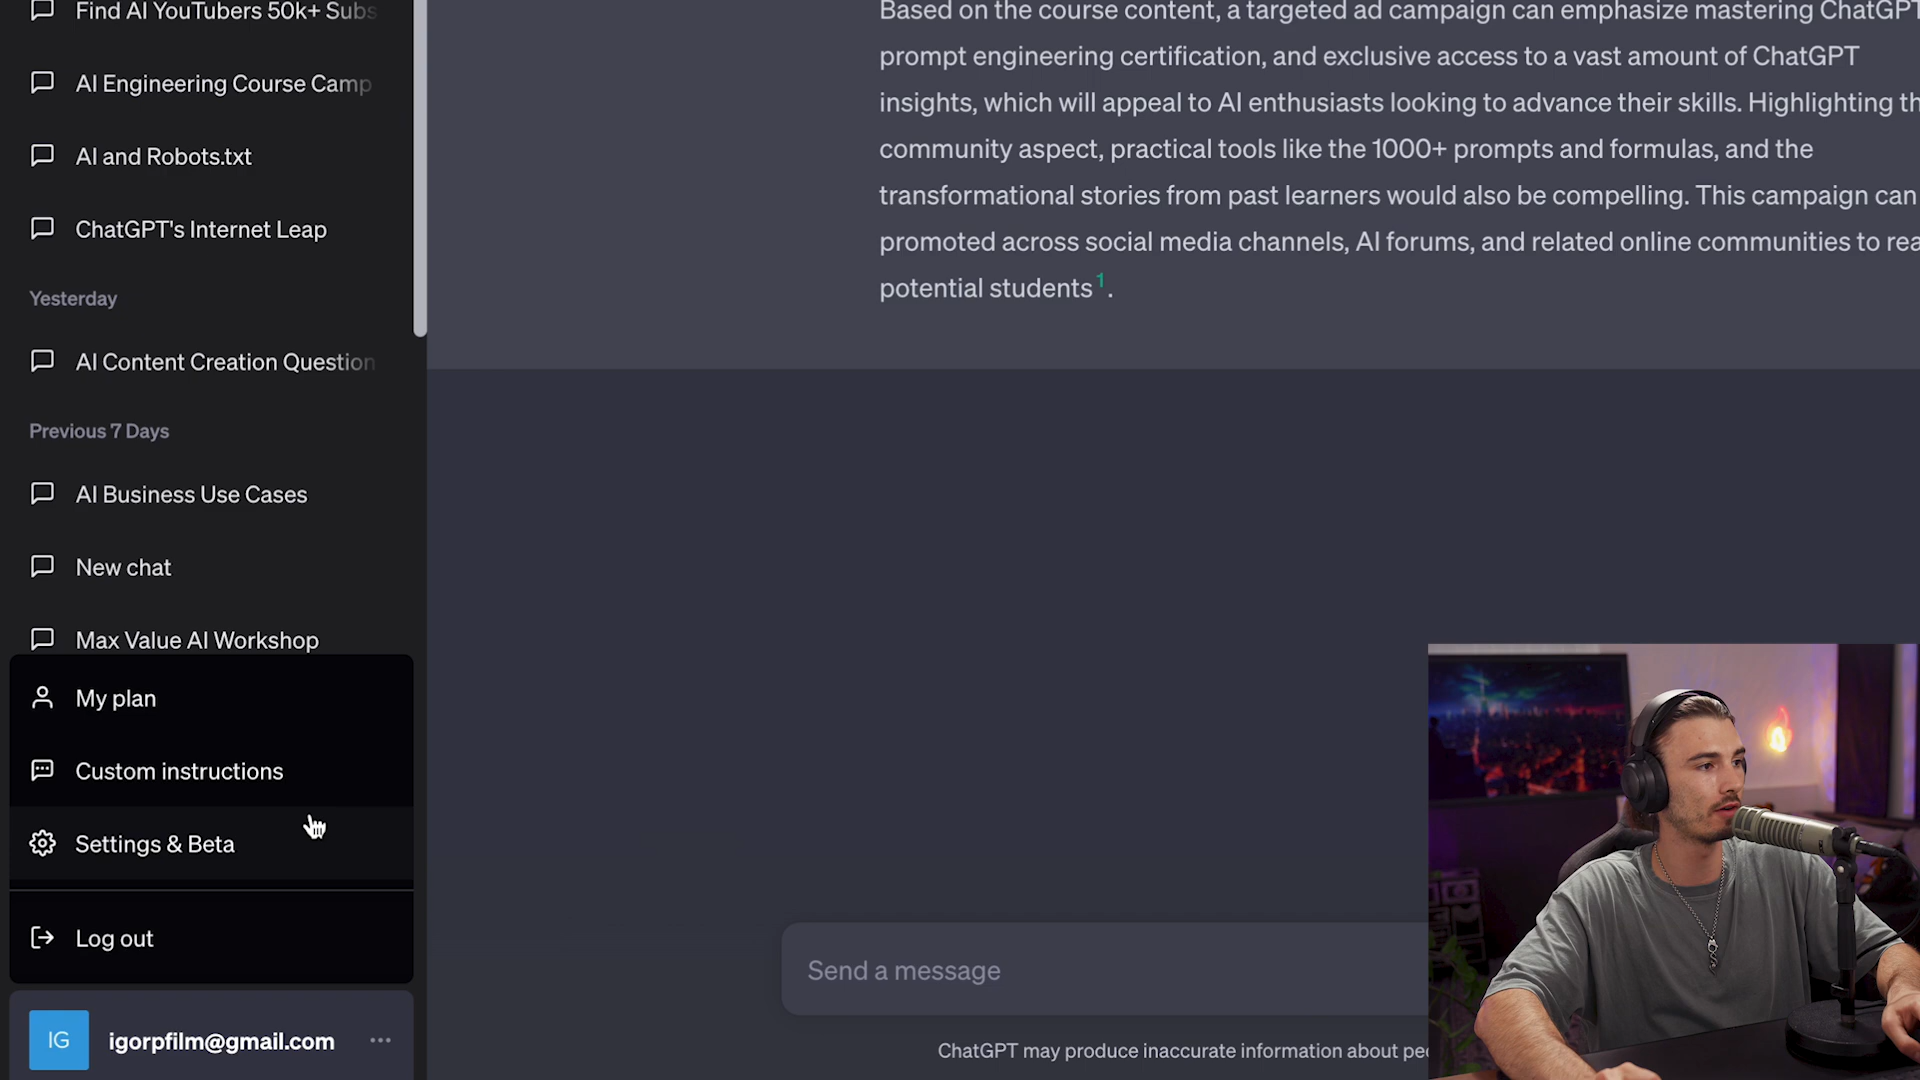 Find AI YouTubers 50k+ Subs
AI Engineering Course Camp
AI and Robots.txt
ChatGPT's Internet Leap
Yesterday
AI Content Creation Question
Previous 7 Days
AI Business Use Cases
New chat
Max Value AI Workshop
My plan
Custom instructions
Settings & Beta
Log out
IG igorpfilm@gmail.com
Based on the course content, a targeted ad campaign can emphasize mastering ChatGPT
prompt engineering certification, and exclusive access to a vast amount of ChatGPT
insights, which will appeal to AI enthusiasts looking to advance their skills. Highlighting th
community aspect, practical tools like the 1000+ prompts and formulas, and the
transformational stories from past learners would also be compelling. This campaign can
promoted across social media channels, AI forums, and related online communities to rea
potential students1.
Send a message
ChatGPT may produce inaccurate information about peo